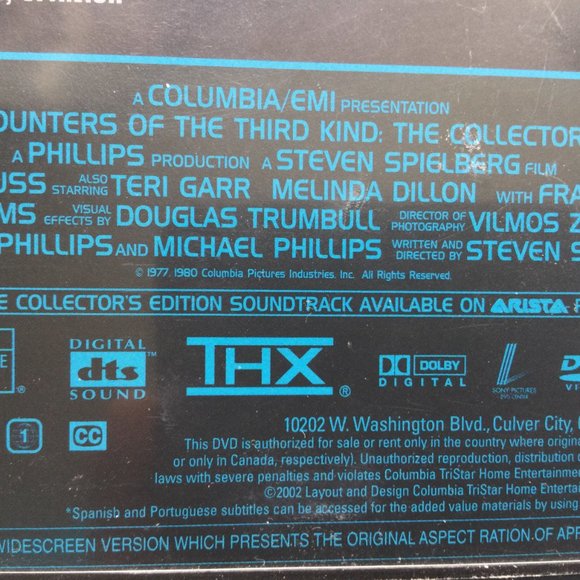 A COLUMBIA/EMI PRESENTATION
OUNTERS OF THE THIRD KIND: THE COLLECTOR
A PHILLIPS PRODUCTION A STEVEN SPIELBERG FILM
USS ALSO STARRING TERI GARR MELINDA DILLON WITH FRA
MS VISUAL EFFECTS BY DOUGLAS TRUMBULL DIRECTOR OF PHOTOGRAPHY VILMOS Z
PHILLIPS AND MICHAEL PHILLIPS WRITTEN AND DIRECTED BY STEVEN S
© 1977, 1980 Columbia Pictures Industries, Inc. All Rights Reserved.
E COLLECTOR'S EDITION SOUNDTRACK AVAILABLE ON ARISTA
DIGITAL dts SOUND ™
THX ®
DOLBY DIGITAL
SONY PICTURES DVD CENTER
1
CC
10202 W. Washington Blvd., Culver City,
This DVD is authorized for sale or rent only in the country where origina
or only in Canada, respectively). Unauthorized reproduction, distribution o
laws with severe penalties and violates Columbia TriStar Home Entertainmen
©2002 Layout and Design Columbia TriStar Home Enterta
*Spanish and Portuguese subtitles can be accessed for the added value materials by using
WIDESCREEN VERSION WHICH PRESENTS THE ORIGINAL ASPECT RATION OF APP